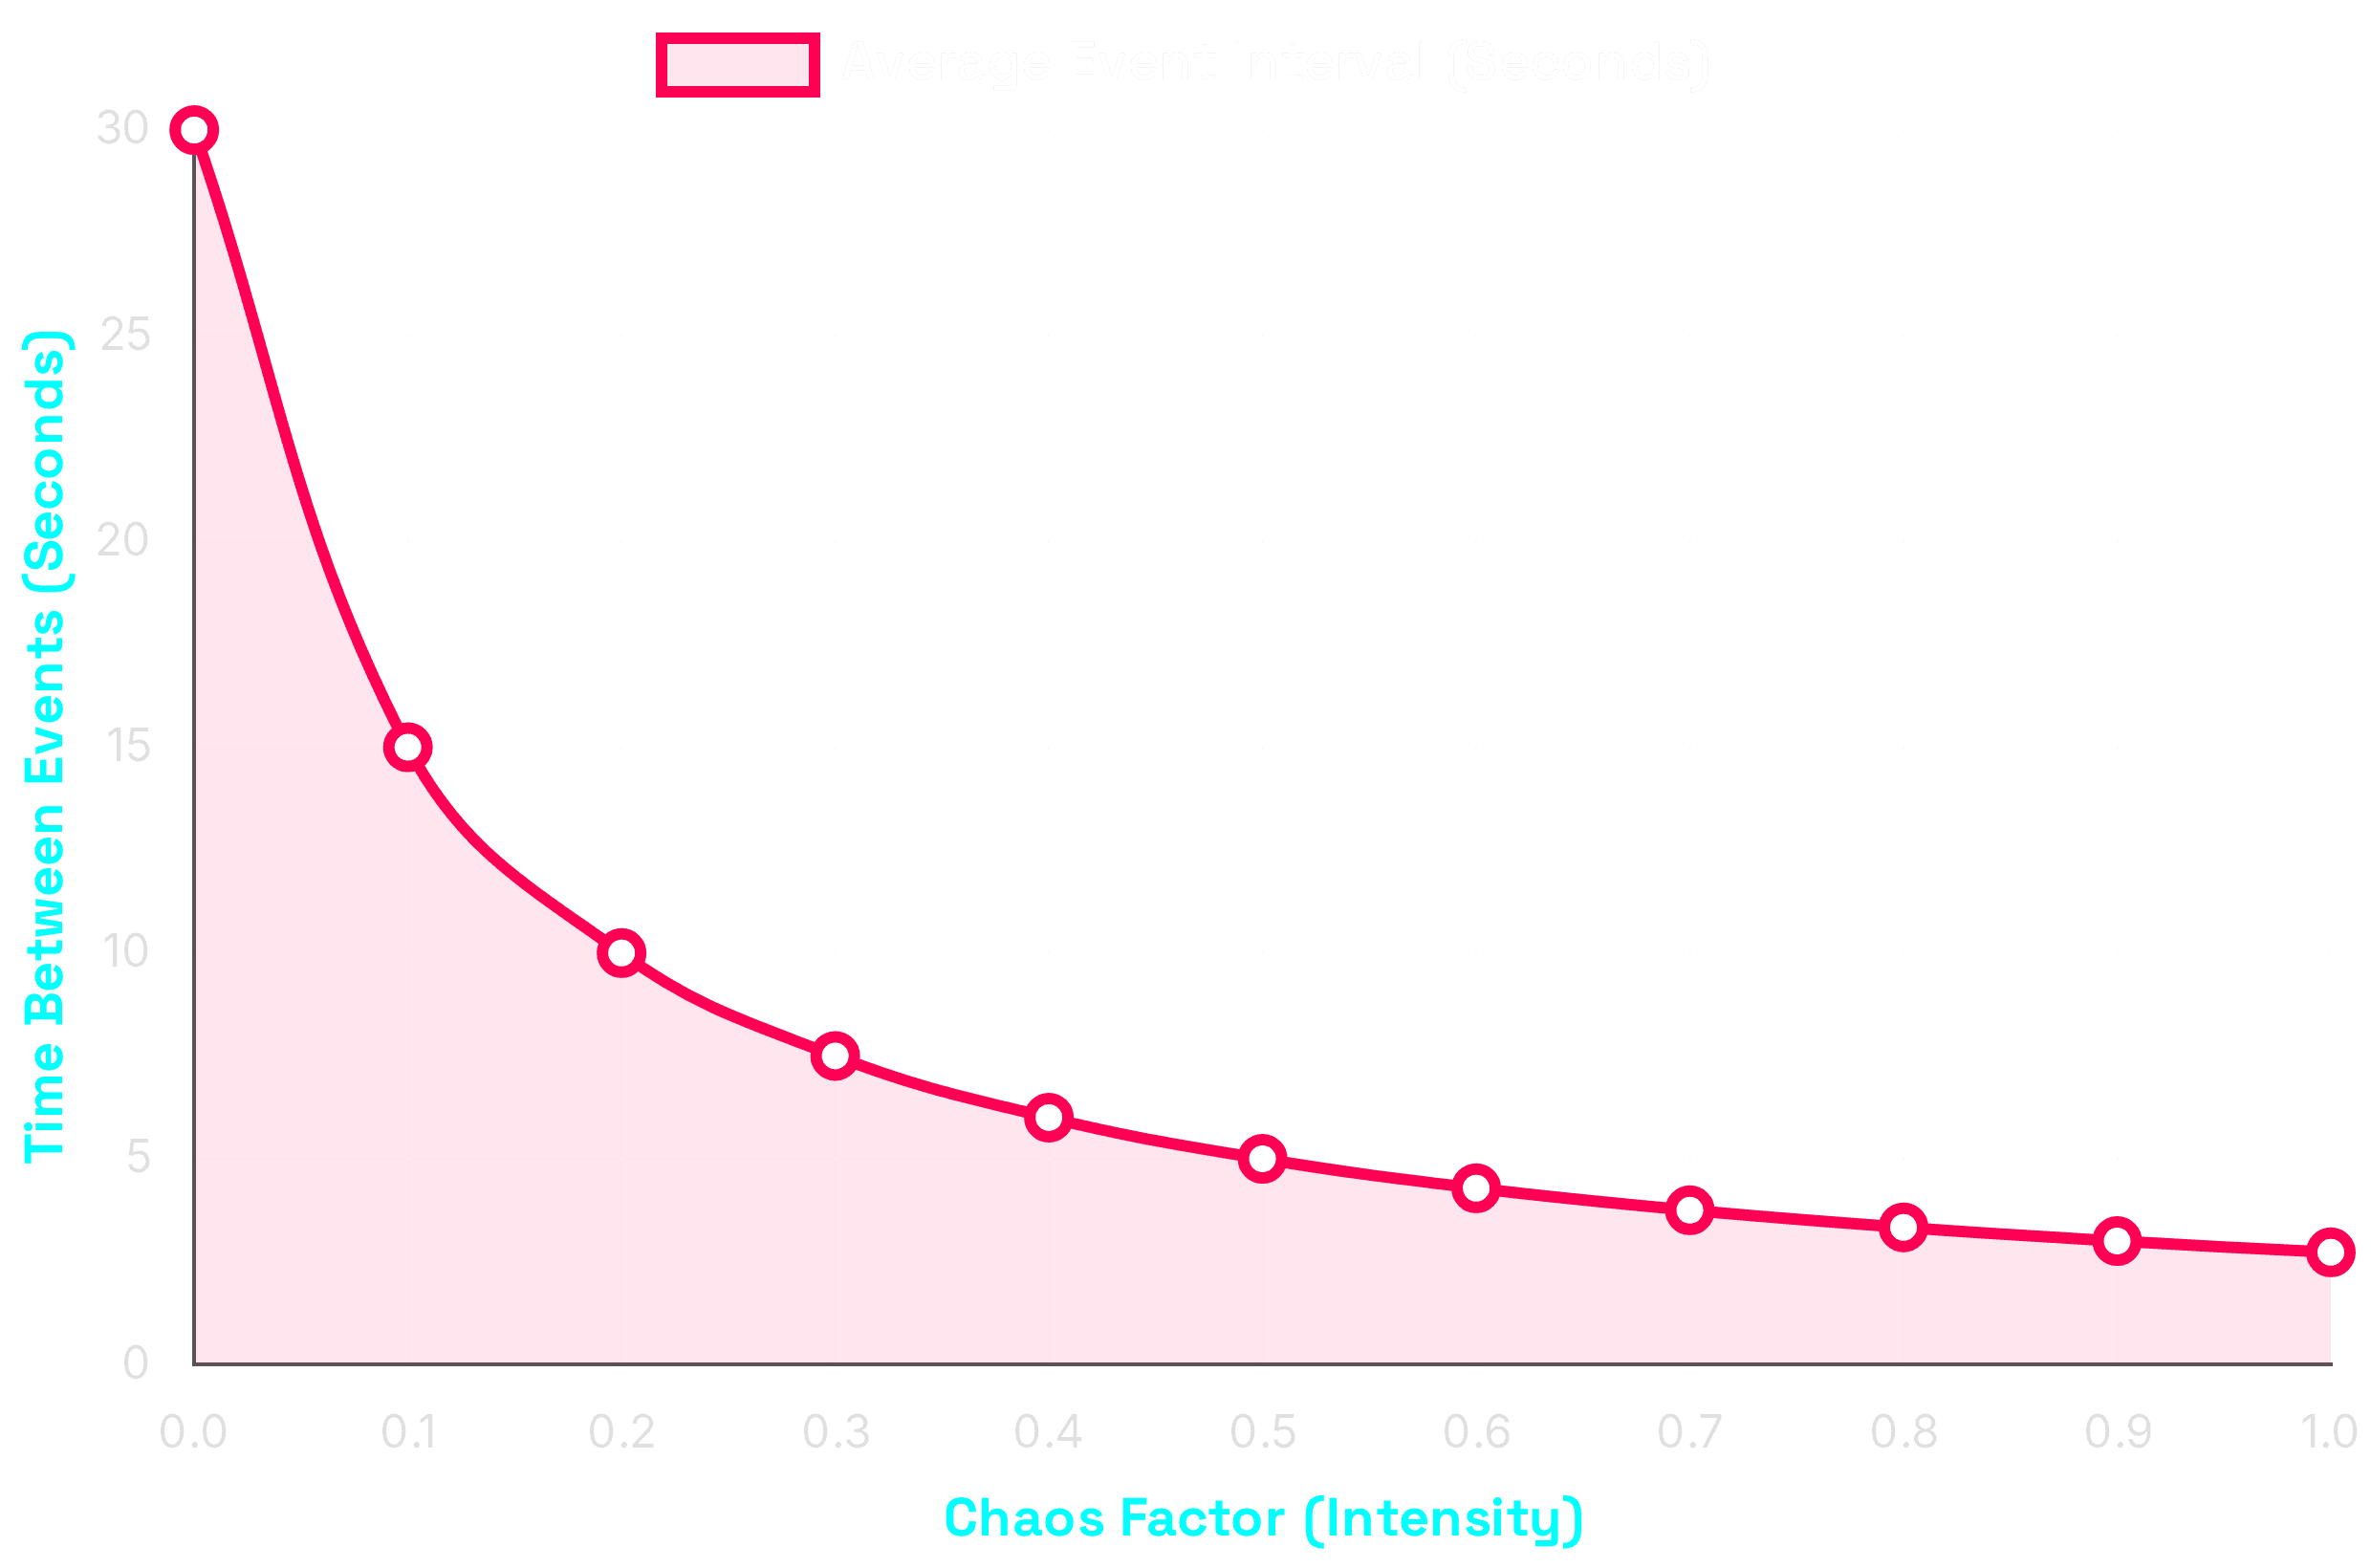 Average Event Interval (Seconds)
30
25
20
15
10
5
0
Time Between Events (Seconds)
0.0 0.1 0.2 0.3 0.4 0.5 0.6 0.7 0.8 0.9 1.0
Chaos Factor (Intensity)